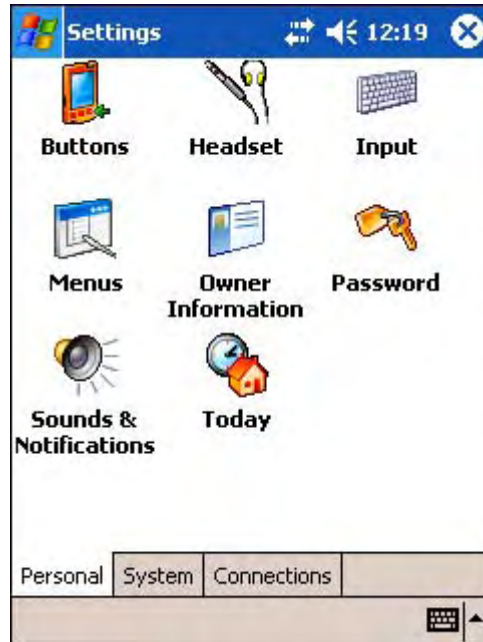 Settings 12:19
Buttons Headset Input
Menus Owner Information Password
Sounds & Notifications Today
Personal System Connections